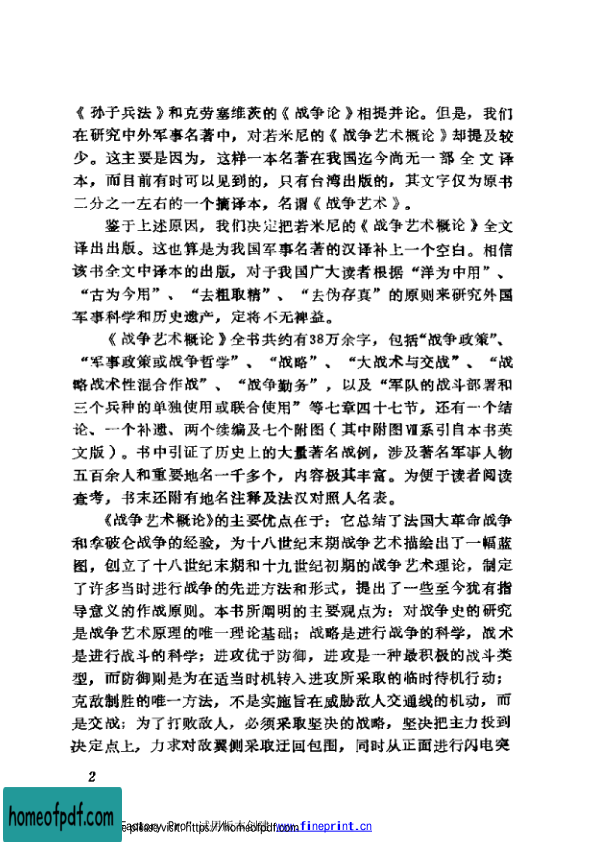 《孙子兵法》和克劳塞维茨的《战争论》相提并论。但是，我们
在研究中外军事名著中，对若米尼的《战争艺术概论》却提及较
少。这主要是因为，这样一本名著在我国迄今尚无一部全文译
本，而目前有时可以见到的，只有台湾出版的，其文字仅为原书
二分之一左右的一个摘译本，名谓《战争艺术》。
鉴于上述原因，我们决定把若米尼的《战争艺术概论》全文
译出出版。这也算是为我国军事名著的汉译补上一个空白。相信
该书全文中译本的出版，对于我国广大读者根据“洋为中用”、
“古为今用”、“去粗取精”、“去伪存真”的原则来研究外国
军事科学和历史遗产，定将不无裨益。
《战争艺术概论》全书共约有38万余字，包括“战争政策”、
“军事政策或战争哲学”、“战略”、“大战术与交战”、“战
略战术性混合作战”、“战争勤务”，以及“军队的战斗部署和
三个兵种的单独使用或联合使用”等七章四十七节，还有一个结
论、一个补遗、两个续编及七个附图（其中附图Ⅶ系引自本书英
文版）。书中引证了历史上的大量著名战例，涉及著名军事人物
五百余人和重要地名一千多个，内容极其丰富。为便于读者阅读
查考，书末还附有地名注释及法汉对照人名表。
《战争艺术概论》的主要优点在于：它总结了法国大革命战争
和拿破仑战争的经验，为十八世纪末期战争艺术描绘出了一幅蓝
图，创立了十八世纪末期和十九世纪初期的战争艺术理论，制定
了许多当时进行战争的先进方法和形式，提出了一些至今犹有指
导意义的作战原则。本书所阐明的主要观点为：对战争史的研究
是战争艺术原理的唯一理论基础；战略是进行战争的科学，战术
是进行战斗的科学；进攻优于防御，进攻是一种最积极的战斗类
型，而防御则是为在适当时机转入进攻所采取的临时待机行动；
克敌制胜的唯一方法，不是实施旨在威胁敌人交通线的机动，而
是交战；为了打败敌人，必须采取坚决的战略，坚决把主力投到
决定点上，力求对敌翼侧采取迂回包围，同时从正面进行闪电突
2
homeofpdf.com
Factory Pro" 试用版本创建 www.fineprint.cn
please visit: https://homeofpdf.com